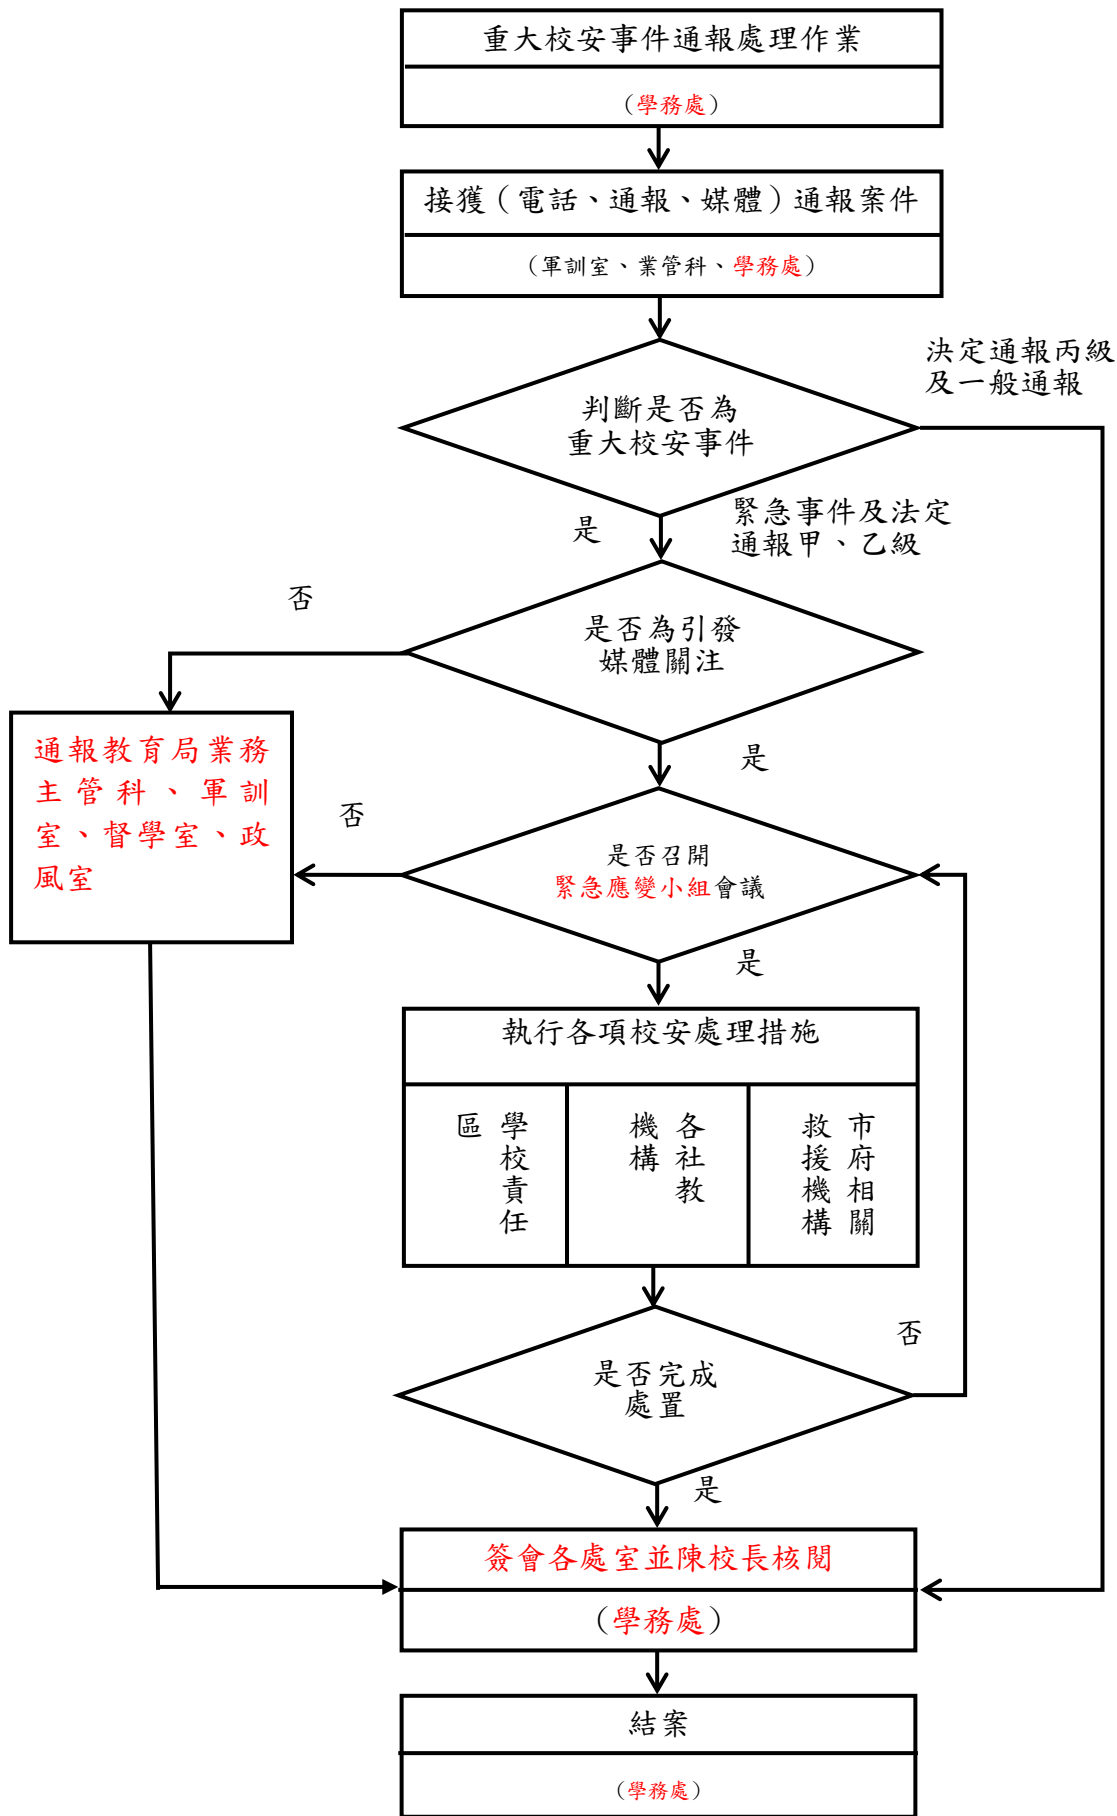 重大校安事件通報處理作業
（學務處）
接獲（電話、通報、媒體）通報案件
（軍訓室、業管科、學務處）
決定通報丙級
及一般通報
判斷是否為
重大校安事件
是
緊急事件及法定
通報甲、乙級
否
是否為引發
媒體關注
是
通報教育局業務
主管科、軍訓
室、督學室、政
風室
否
是否召開
緊急應變小組會議
是
執行各項校安處理措施
學校責任
區
各社教
機構
市府相關
救援機構
否
是否完成
處置
是
簽會各處室並陳校長核閱
（學務處）
結案
（學務處）